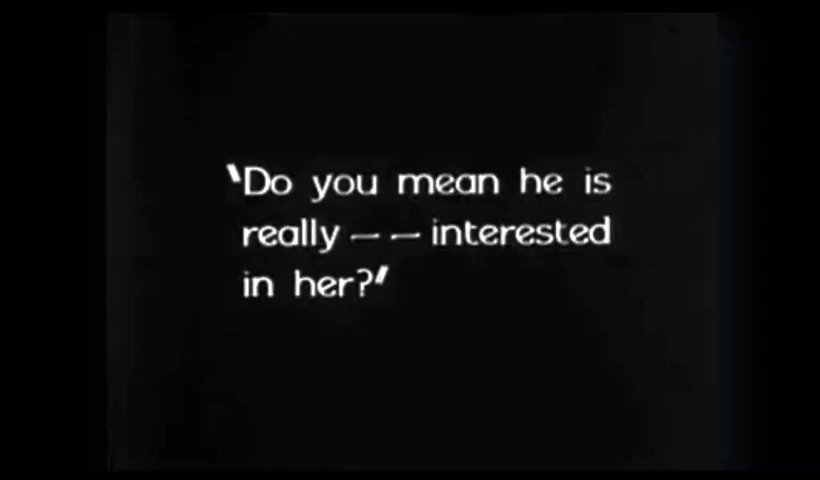 "Do you mean he is
really – – interested
in her?"